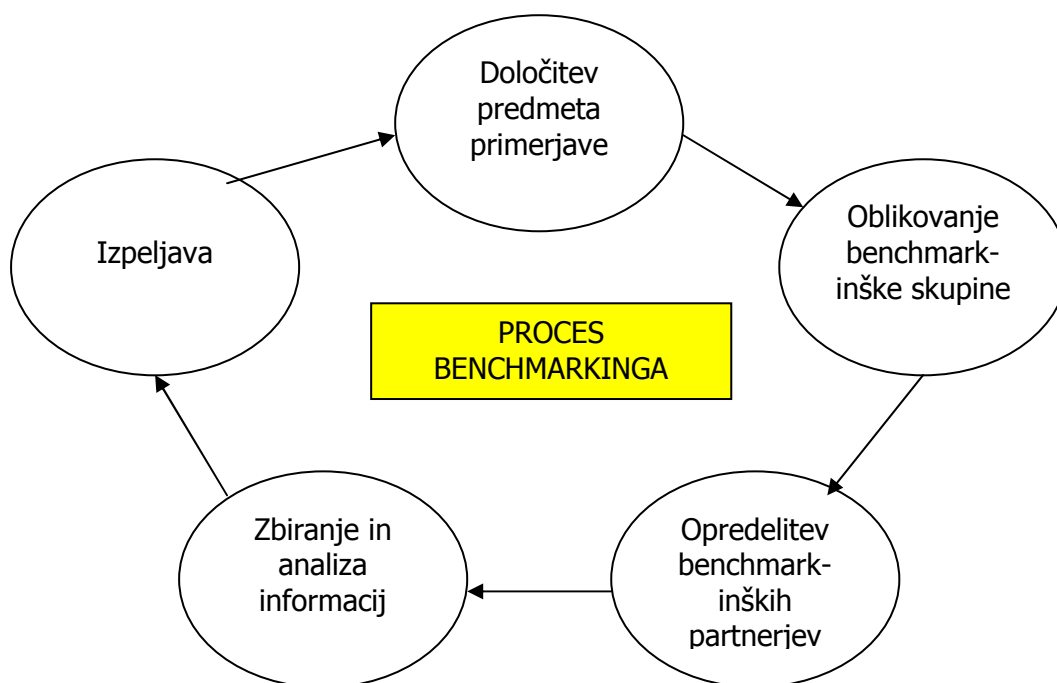 Določitev
predmeta
primerjave
Oblikovanje
benchmark-
inške skupine
Izpeljava
PROCES
BENCHMARKINGA
Zbiranje in
analiza
informacij
Opredelitev
benchmark-
inških
partnerjev